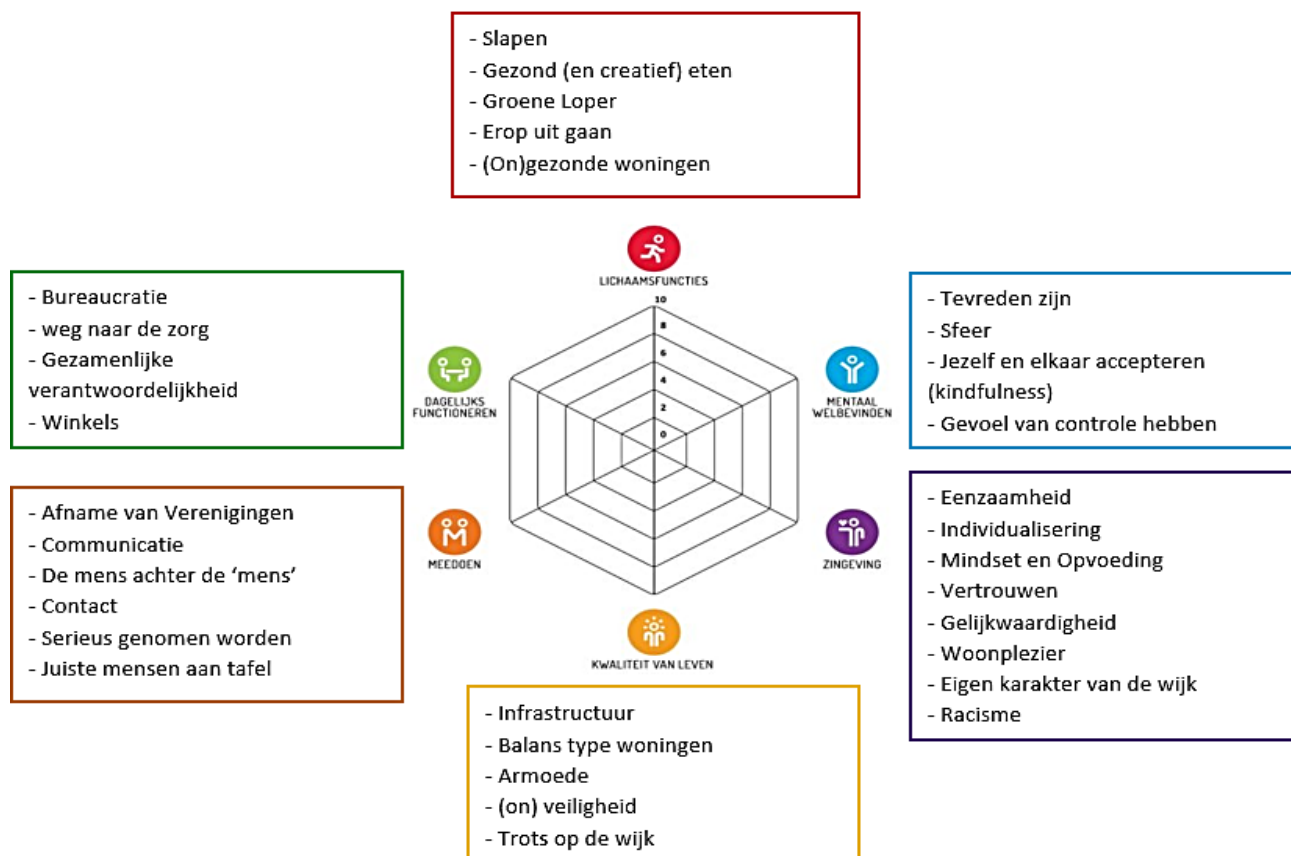 - Slapen
- Gezond (en creatief) eten
- Groene Loper
- Erop uit gaan
- (On)gezonde woningen
LICHAAMSFUNCTIES
10
8
6
4
2
0
- Bureaucratie
- weg naar de zorg
- Gezamenlijke
verantwoordelijkheid
- Winkels
DAGELIJKS
FUNCTIONEREN
MENTAAL
WELBEVINDEN
- Tevreden zijn
- Sfeer
- Jezelf en elkaar accepteren
(kindfulness)
- Gevoel van controle hebben
- Afname van Verenigingen
- Communicatie
- De mens achter de ‘mens’
- Contact
- Serieus genomen worden
- Juiste mensen aan tafel
MEEDOEN
ZINGEVING
- Eenzaamheid
- Individualisering
- Mindset en Opvoeding
- Vertrouwen
- Gelijkwaardigheid
- Woonplezier
- Eigen karakter van de wijk
- Racisme
KWALITEIT VAN LEVEN
- Infrastructuur
- Balans type woningen
- Armoede
- (on) veiligheid
- Trots op de wijk